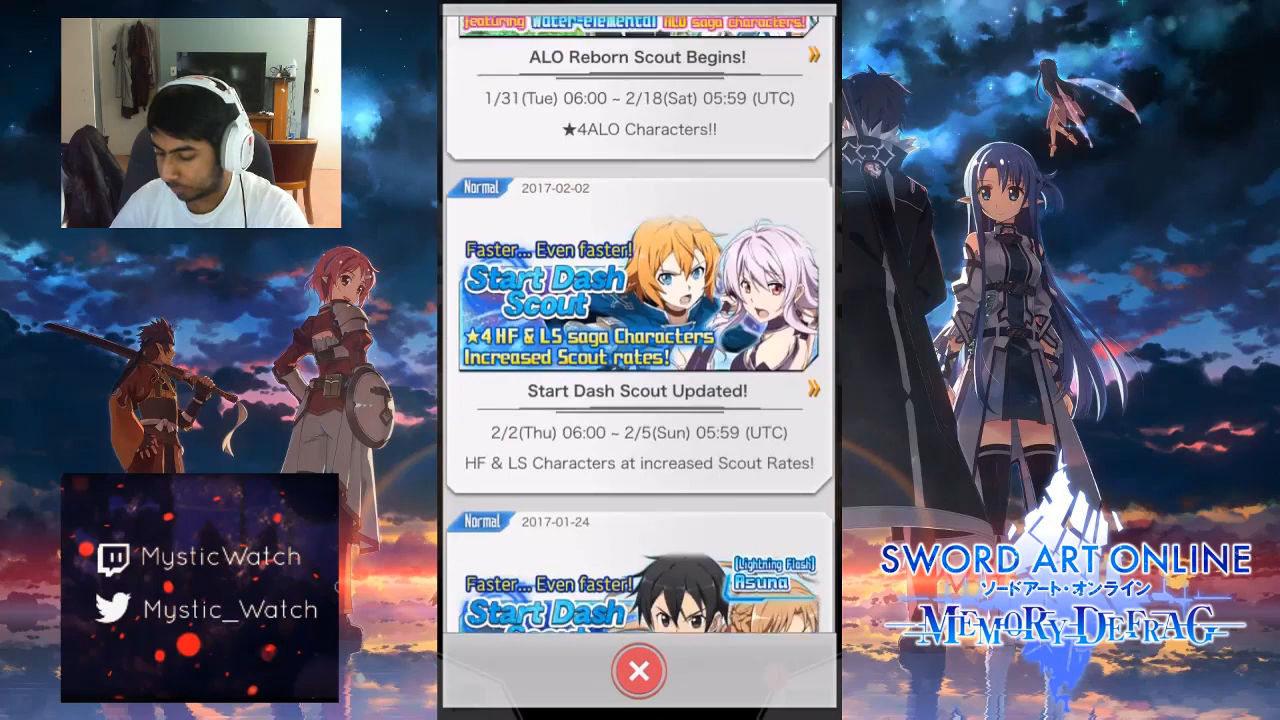 featuring Water-elemental ALO saga characters!
ALO Reborn Scout Begins!
1/31(Tue) 06:00 ~ 2/18(Sat) 05:59 (UTC)
★4ALO Characters!!
Normal 2017-02-02
Faster... Even faster!
Start Dash
Scout
★4 HF & LS saga Characters
Increased Scout rates!
Start Dash Scout Updated!
2/2(Thu) 06:00 ~ 2/5(Sun) 05:59 (UTC)
HF & LS Characters at increased Scout Rates!
Normal 2017-01-24
Faster... Even faster!
Start Dash
[Lightning Flash]
Asuna
MysticWatch
Mystic_Watch
SWORD ART ONLINE
ソードアート・オンライン
MEMORY DEFRAG